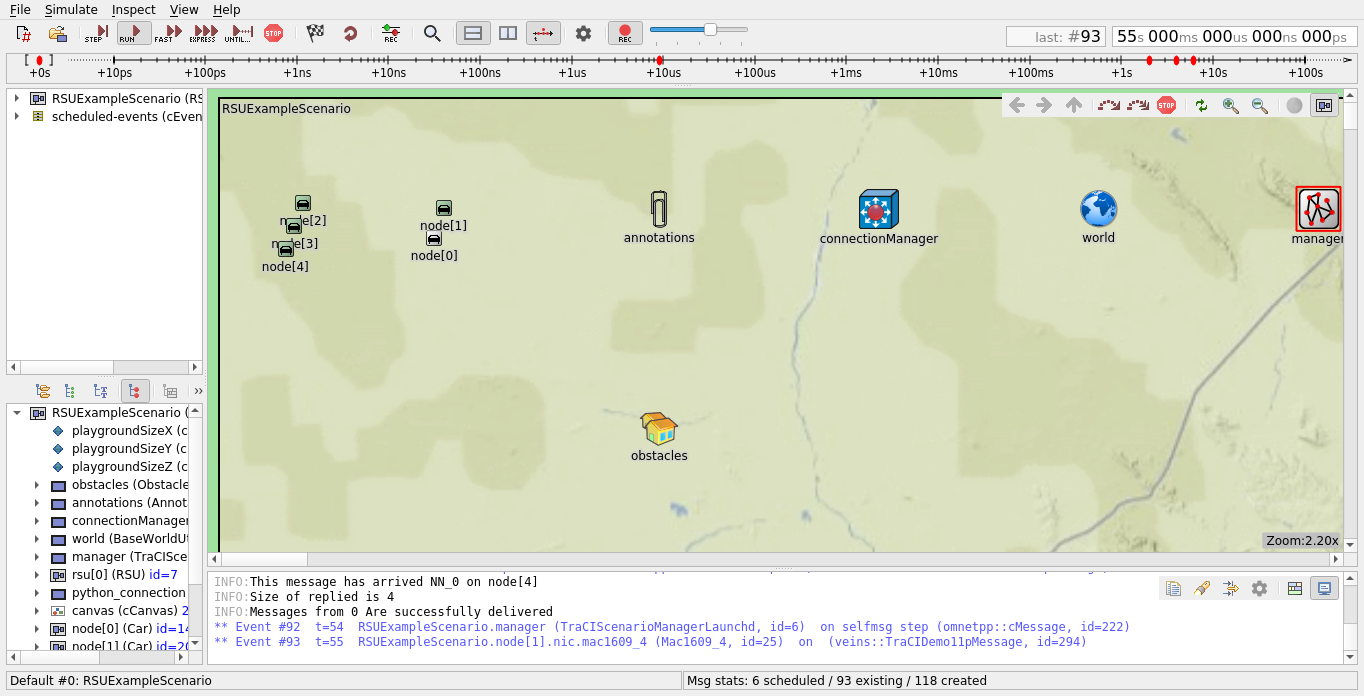 File Simulate Inspect View Help
STEP RUN FAST EXPRESS UNTIL... STOP REC REC last: #93 55s 000ms 000us 000ns 000ps
+0s +10ps +100ps +1ns +10ns +100ns +1us +10us +100us +1ms +10ms +100ms +1s +10s +100s
RSUExampleScenario (RS
scheduled-events (cEven
RSUExampleScenario (
playgroundSizeX (c
playgroundSizeY (c
playgroundSizeZ (c
obstacles (Obstacle
annotations (Annot
connectionManager
world (BaseWorldUt
manager (TraCISce
rsu[0] (RSU) id=7
python_connection
canvas (cCanvas) 2
node[0] (Car) id=14
node[1] (Car) id=20
RSUExampleScenario
STOP
node[2]
node[3]
node[4]
node[1]
node[0]
annotations
connectionManager
world
manager
obstacles
Zoom:2.20x
INFO:This message has arrived NN_0 on node[4]
INFO:Size of replied is 4
INFO:Messages from 0 Are successfully delivered
** Event #92 t=54 RSUExampleScenario.manager (TraCIScenarioManagerLaunchd, id=6) on selfmsg step (omnetpp::cMessage, id=222)
** Event #93 t=55 RSUExampleScenario.node[1].nic.mac1609_4 (Mac1609_4, id=25) on (veins::TraCIDemo11pMessage, id=294)
Default #0: RSUExampleScenario
Msg stats: 6 scheduled / 93 existing / 118 created